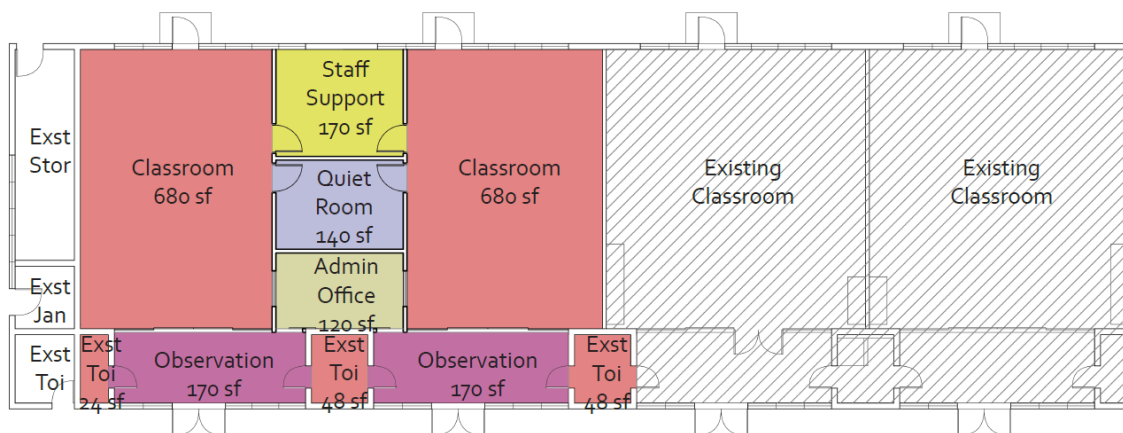 Staff
Support
170 sf
Exst
Stor
Classroom
680 sf
Quiet
Room
140 sf
Classroom
680 sf
Existing
Classroom
Existing
Classroom
Exst
Jan
Admin
Office
120 sf
Exst
Toi
Exst
Toi
24 sf
Observation
170 sf
Exst
Toi
48 sf
Observation
170 sf
Exst
Toi
48 sf